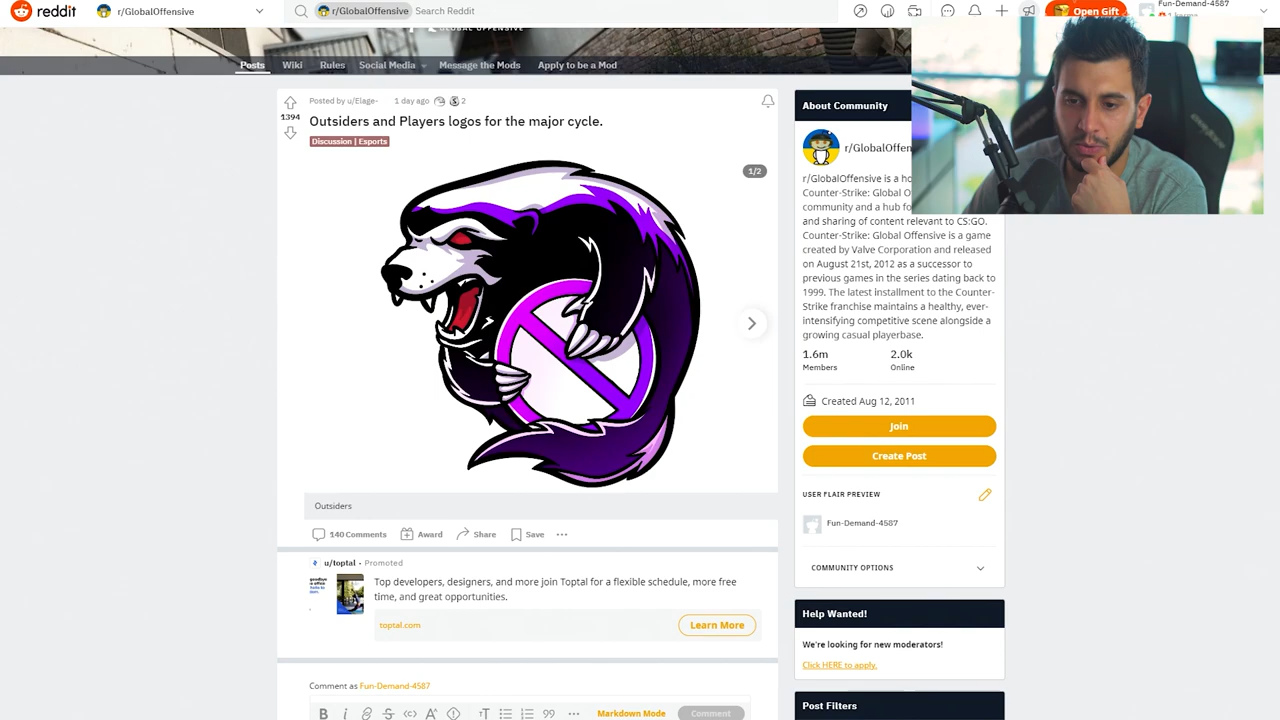 reddit
r/GlobalOffensive
r/GlobalOffensive
Search Reddit
Open Gift
Fun-Demand-4587
GLOBAL OFFENSIVE
Posts
Wiki
Rules
Social Media
Message the Mods
Apply to be a Mod
1394
Posted by u/Elage-
1 day ago
2
Outsiders and Players logos for the major cycle.
Discussion | Esports
1/2
Outsiders
140 Comments
Award
Share
Save
u/toptal • Promoted
Top developers, designers, and more join Toptal for a flexible schedule, more free
time, and great opportunities.
toptal.com
Learn More
Comment as Fun-Demand-4587
Markdown Mode
Comment
About Community
r/GlobalOffen
r/GlobalOffensive is a ho
Counter-Strike: Global O
community and a hub fo
and sharing of content relevant to CS:GO.
Counter-Strike: Global Offensive is a game
created by Valve Corporation and released
on August 21st, 2012 as a successor to
previous games in the series dating back to
1999. The latest installment to the Counter-
Strike franchise maintains a healthy, ever-
intensifying competitive scene alongside a
growing casual playerbase.
1.6m
Members
2.0k
Online
Created Aug 12, 2011
Join
Create Post
USER FLAIR PREVIEW
Fun-Demand-4587
COMMUNITY OPTIONS
Help Wanted!
We're looking for new moderators!
Click HERE to apply.
Post Filters